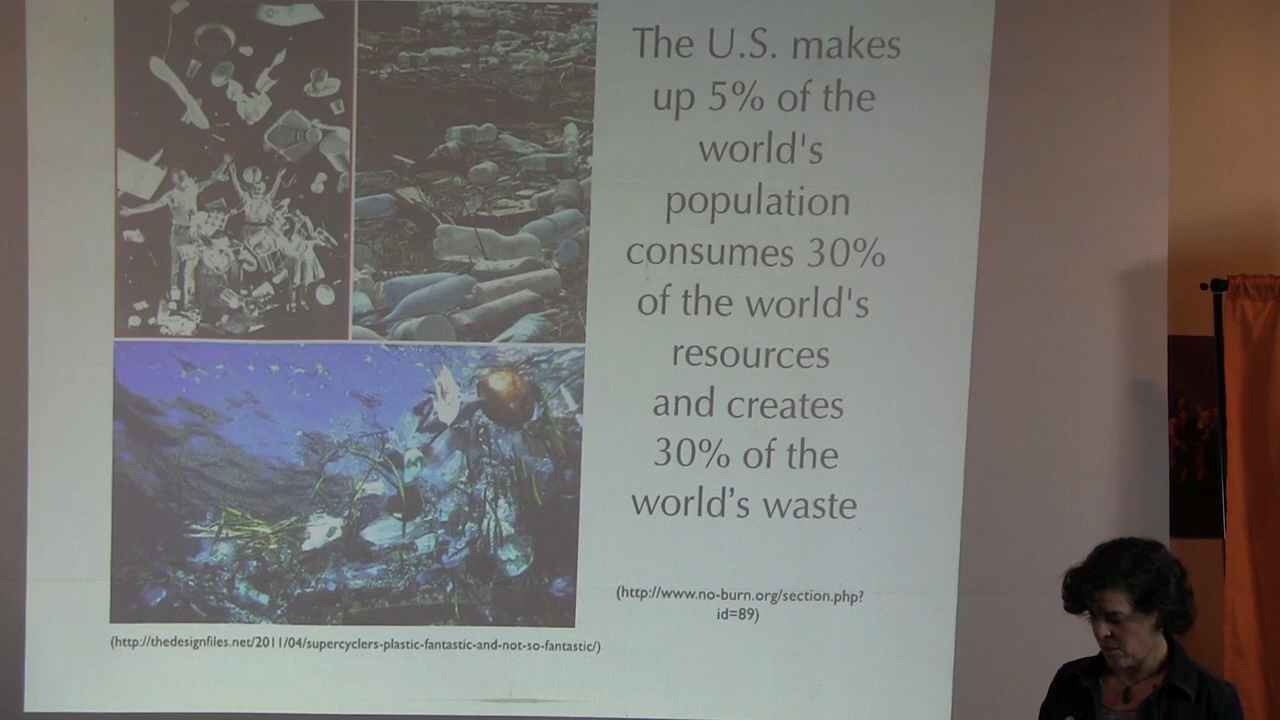 The U.S. makes
up 5% of the
world's
population
consumes 30%
of the world's
resources
and creates
30% of the
world’s waste
(http://www.no-burn.org/section.php?
id=89)
(http://thedesignfiles.net/2011/04/supercyclers-plastic-fantastic-and-not-so-fantastic/)